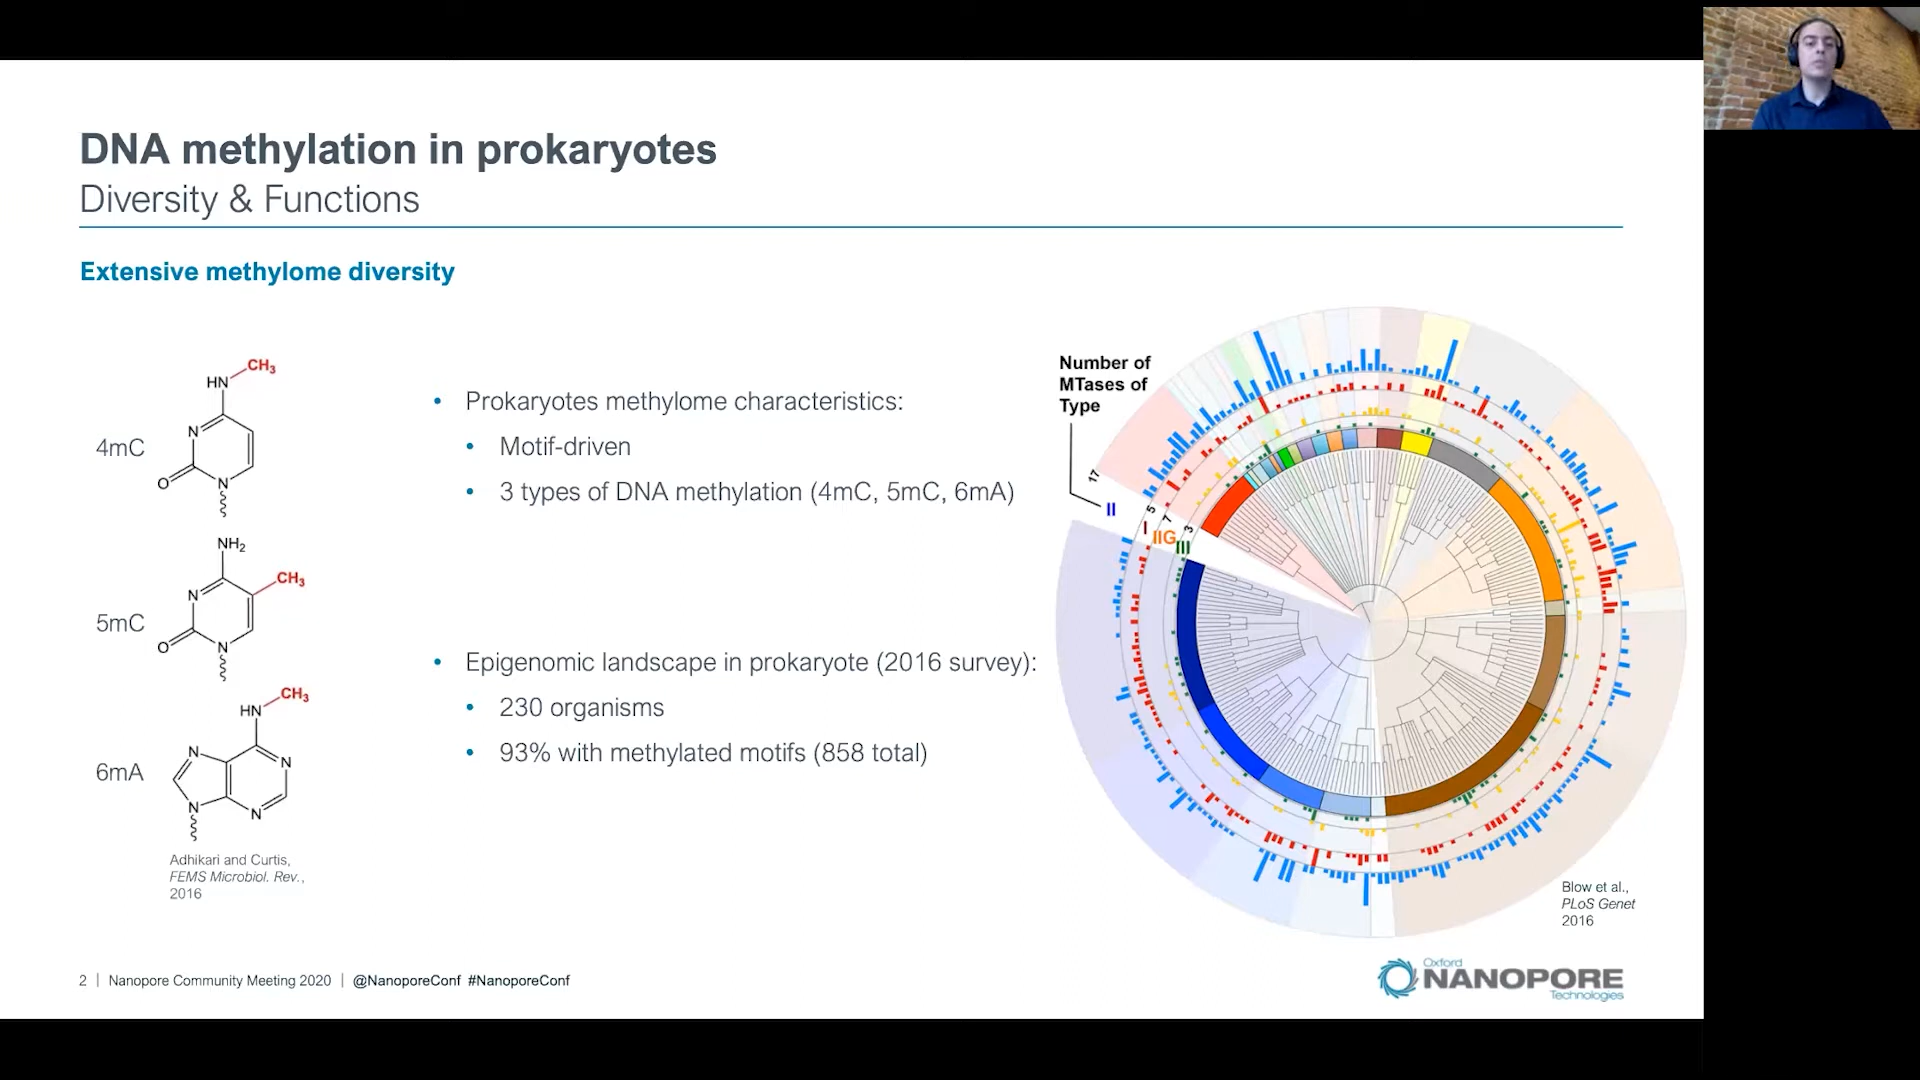 DNA methylation in prokaryotes
Diversity & Functions
Extensive methylome diversity
4mC
HN
CH3
N
O
N
5mC
NH2
CH3
N
O
N
6mA
HN
CH3
N
N
N
N
Adhikari and Curtis,
FEMS Microbiol. Rev.,
2016
• Prokaryotes methylome characteristics:
• Motif-driven
• 3 types of DNA methylation (4mC, 5mC, 6mA)
• Epigenomic landscape in prokaryote (2016 survey):
• 230 organisms
• 93% with methylated motifs (858 total)
Number of
MTases of
Type
17
II
5
I
7
IIG
3
III
Blow et al.,
PLoS Genet
2016
2 | Nanopore Community Meeting 2020 | @NanoporeConf #NanoporeConf
Oxford
NANOPORE
Technologies